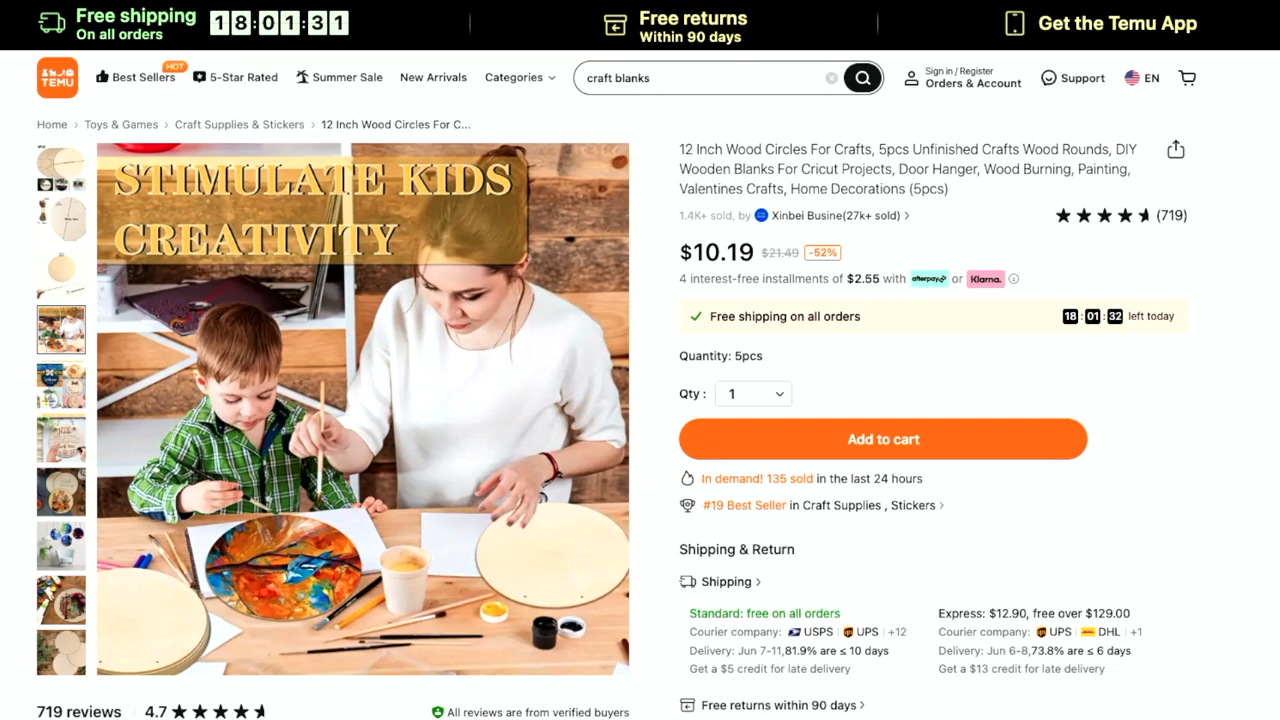 Free shipping
On all orders
18:01:31
Free returns
Within 90 days
Get the Temu App
TEMU
Best Sellers
HOT
5-Star Rated
Summer Sale
New Arrivals
Categories
craft blanks
Sign in / Register
Orders & Account
Support
EN
Home > Toys & Games > Craft Supplies & Stickers > 12 Inch Wood Circles For C...
STIMULATE KIDS
CREATIVITY
12 Inch Wood Circles For Crafts, 5pcs Unfinished Crafts Wood Rounds, DIY
Wooden Blanks For Cricut Projects, Door Hanger, Wood Burning, Painting,
Valentines Crafts, Home Decorations (5pcs)
1.4K+ sold, by Xinbei Busine(27k+ sold) >
(719)
$10.19 $21.49 -52%
4 interest-free installments of $2.55 with afterpay or Klarna.
Free shipping on all orders
18:01:32 left today
Quantity: 5pcs
Qty : 1
Add to cart
In demand! 135 sold in the last 24 hours
#19 Best Seller in Craft Supplies , Stickers >
Shipping & Return
Shipping >
Standard: free on all orders
Courier company: USPS | UPS | +12
Delivery: Jun 7-11,81.9% are ≤ 10 days
Get a $5 credit for late delivery
Express: $12.90, free over $129.00
Courier company: UPS | DHL | +1
Delivery: Jun 6-8,73.8% are ≤ 6 days
Get a $13 credit for late delivery
Free returns within 90 days >
719 reviews
4.7
All reviews are from verified buyers